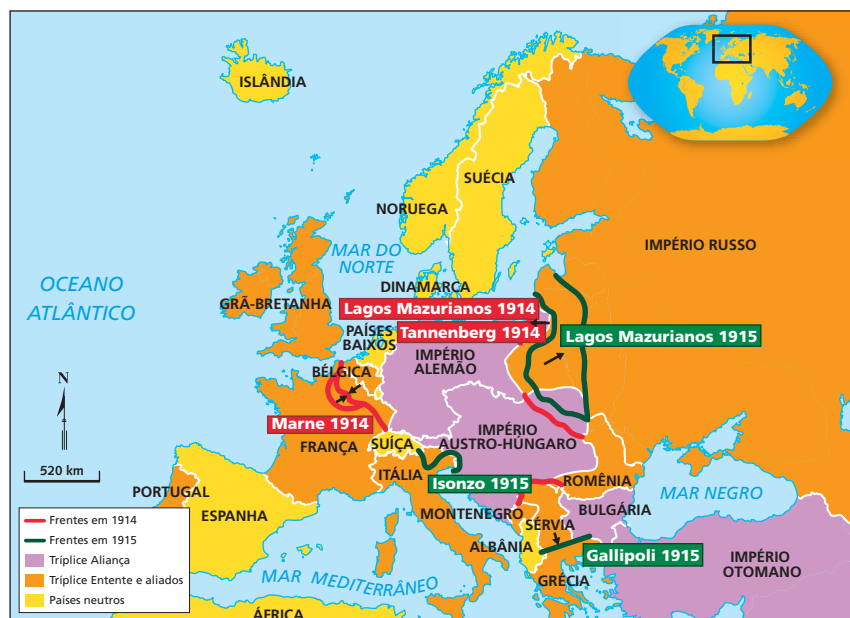 ISLÂNDIA
SUÉCIA
NORUEGA
IMPÉRIO RUSSO
MAR DO
NORTE
OCEANO
ATLÂNTICO
DINAMARCA
GRÃ-BRETANHA
Lagos Mazurianos 1914
Tannenberg 1914
Lagos Mazurianos 1915
PAÍSES
BAIXOS
IMPÉRIO
ALEMÃO
BÉLGICA
N
Marne 1914
FRANÇA
SUÍÇA
IMPÉRIO
AUSTRO-HÚNGARO
520 km
ITÁLIA
Isonzo 1915
ROMÊNIA
PORTUGAL
ESPANHA
MAR NEGRO
MONTENEGRO
SÉRVIA
BULGÁRIA
ALBÂNIA
Gallipoli 1915
IMPÉRIO
OTOMANO
GRÉCIA
MAR MEDITERRÂNEO
ÁFRICA
Frentes em 1914
Frentes em 1915
Tríplice Aliança
Tríplice Entente e aliados
Países neutros